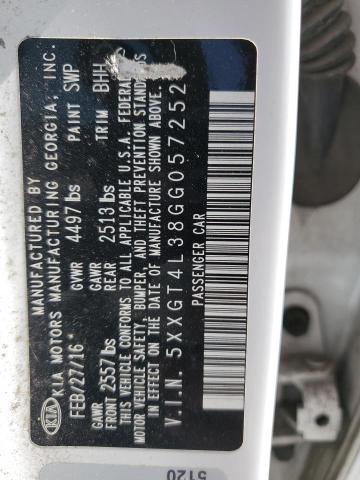 MANUFACTURED BY
KIA KIA MOTORS MANUFACTURING GEORGIA, INC.
FEB/27/16 GVWR 4497 lbs PAINT SWP
GAWR FRONT 2557 lbs GAWR REAR 2513 lbs TRIM BHH
THIS VEHICLE CONFORMS TO ALL APPLICABLE U.S.A. FEDERAL
MOTOR VEHICLE SAFETY, BUMPER, AND THEFT PREVENTION STANDARDS
IN EFFECT ON THE DATE OF MANUFACTURE SHOWN ABOVE.
V.I.N. 5XXGT4L38GG057252
PASSENGER CAR
5120